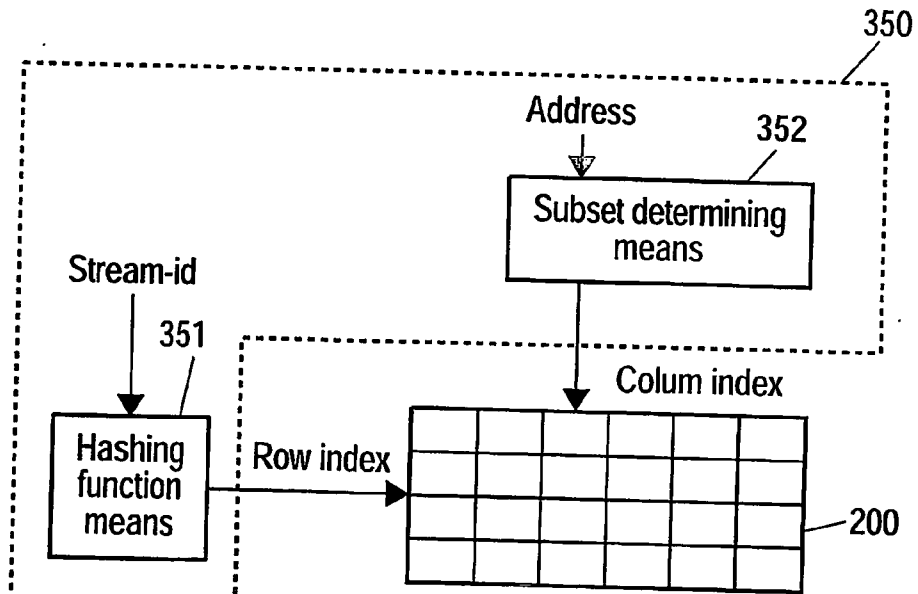 350
Address
352
Subset determining
means
Stream-id
351
Colum index
Hashing
function
means
Row index
200